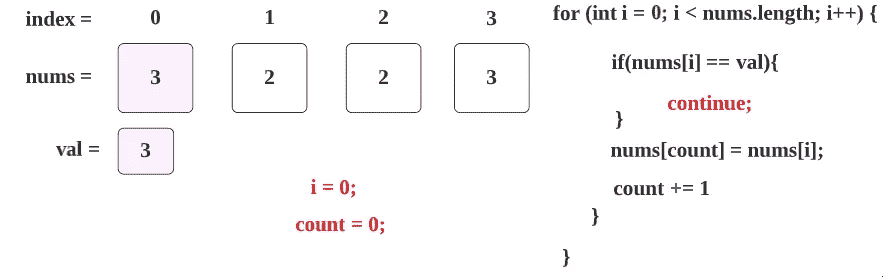 index = 0 1 2 3
nums = 3 2 2 3
val = 3
i = 0;
count = 0;
for (int i = 0; i < nums.length; i++) {
if(nums[i] == val){
continue;
}
nums[count] = nums[i];
count += 1
}
}